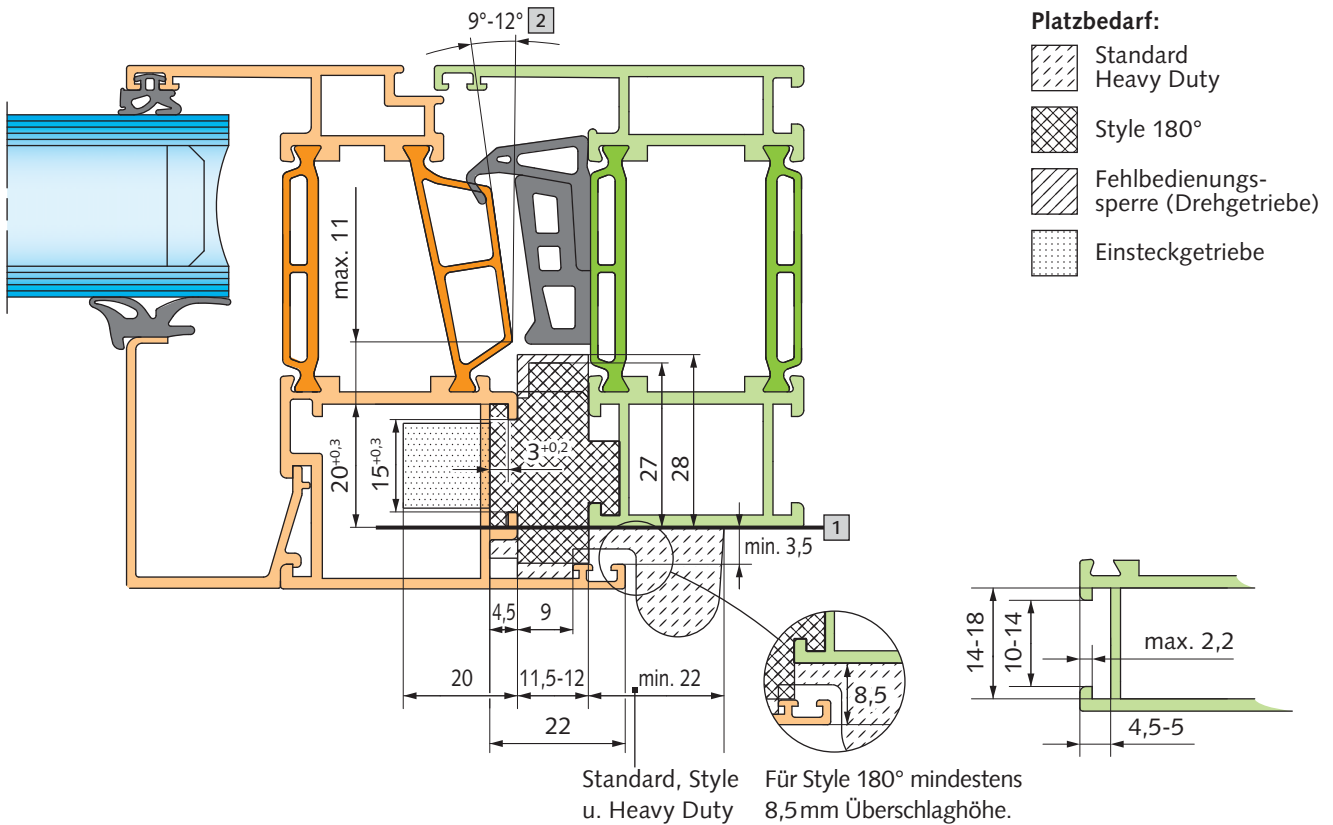 9°-12° 2
Platzbedarf:
Standard
Heavy Duty
Style 180°
Fehlbedienungs-
sperre (Drehgetriebe)
Einsteckgetriebe
max. 11
20+0,3
15+0,3
3+0,2
27
28
1
min. 3,5
4,5
9
20
11,5-12
min. 22
22
8,5
14-18
10-14
max. 2,2
4,5-5
Standard, Style
u. Heavy Duty
Für Style 180° mindestens
8,5mm Überschlaghöhe.